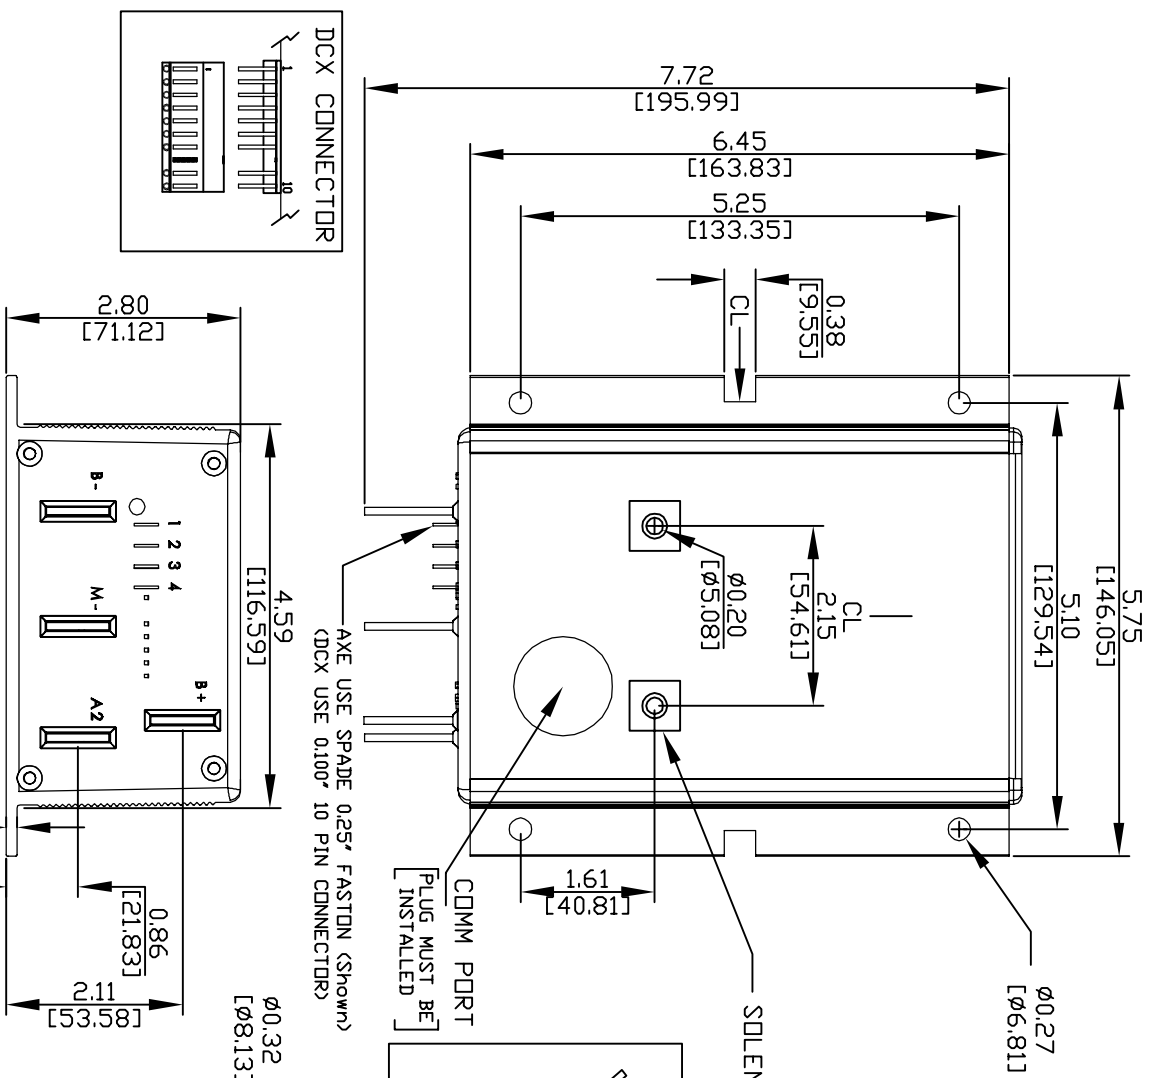 DCX CONNECTOR
1
10
7.72
[195.99]
6.45
[163.83]
5.25
[133.35]
0.38
[9.55]
CL
5.75
[146.05]
5.10
[129.54]
CL
2.15
[54.61]
Ø0.20
[Ø5.08]
2.80
[71.12]
4.59
[116.59]
B-
1 2 3 4
M-
A2
B+
AXE USE SPADE 0.25" FASTON (Shown)
(DCX USE 0.100" 10 PIN CONNECTOR)
COMM PORT
[PLUG MUST BE
INSTALLED]
1.61
[40.81]
SOLEN
Ø0.27
[Ø6.81]
0.86
[21.83]
2.11
[53.58]
Ø0.32
[Ø8.13]